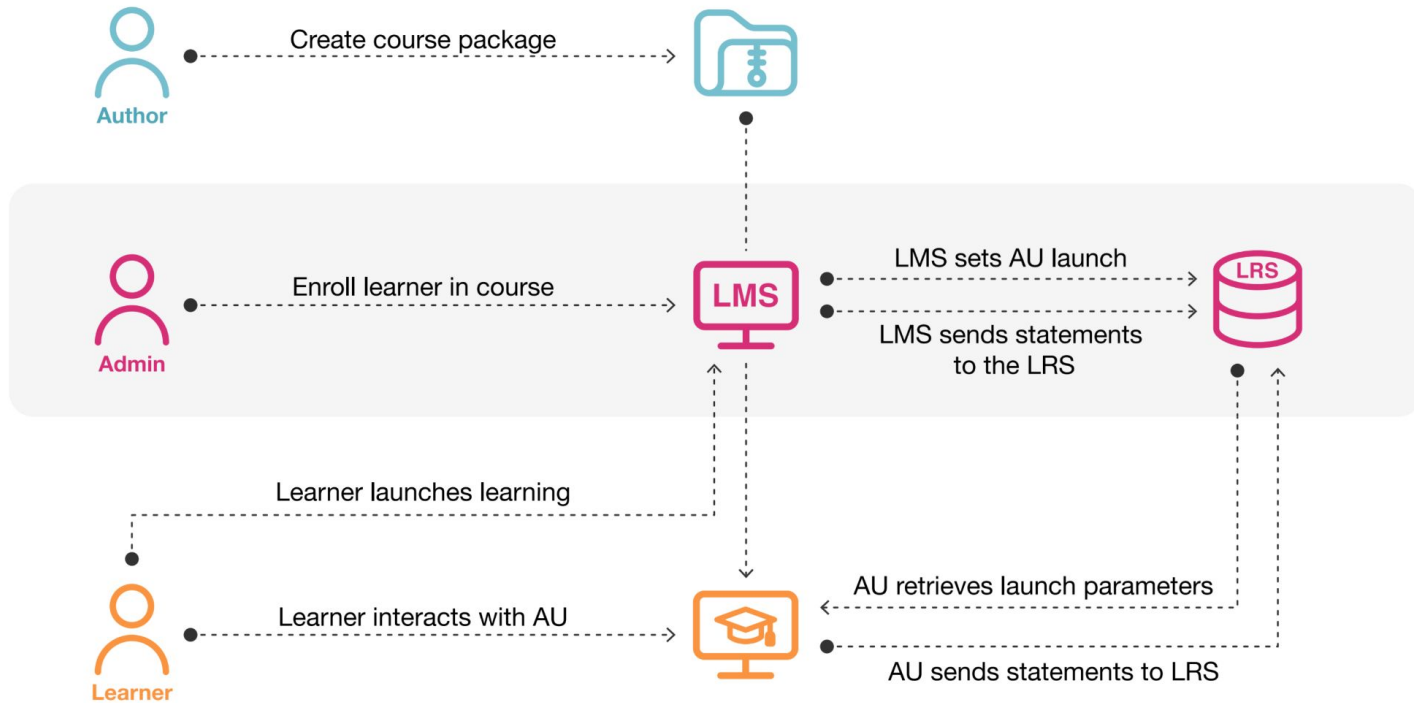 Create course package
Author
Enroll learner in course
LMS
LMS sets AU launch
LRS
LMS sends statements
to the LRS
Admin
Learner launches learning
Learner interacts with AU
AU retrieves launch parameters
AU sends statements to LRS
Learner